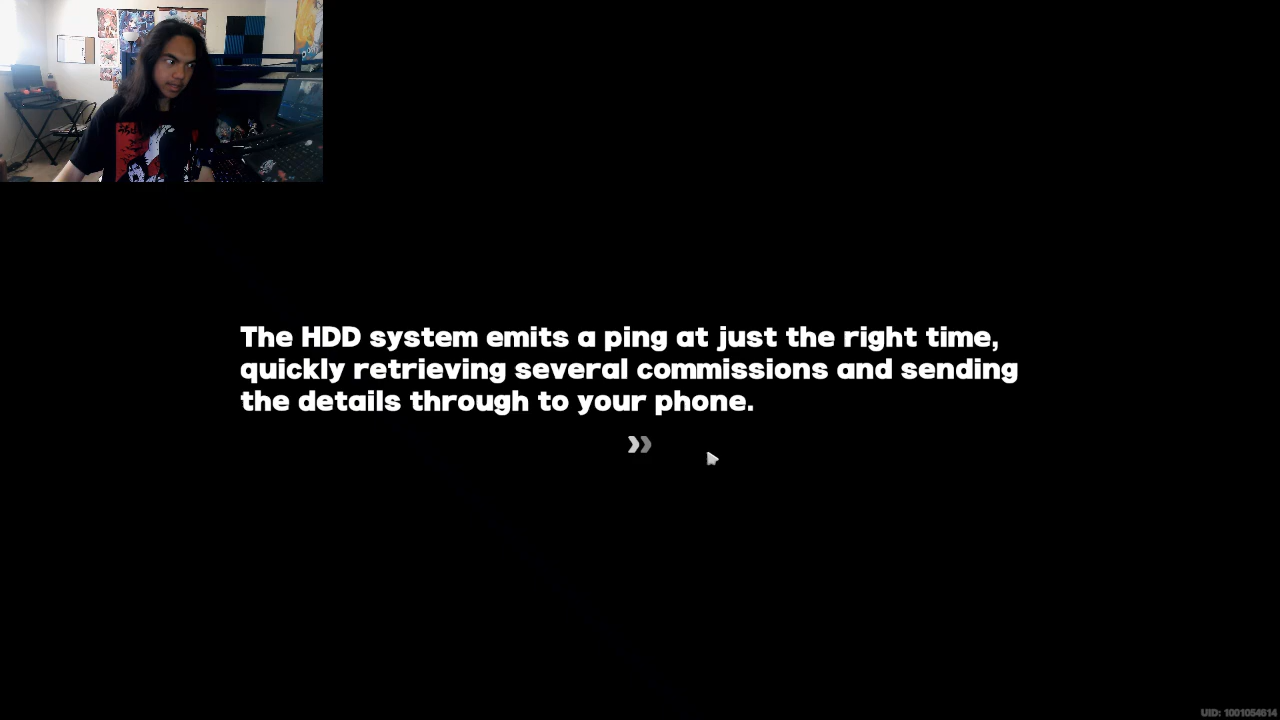 The HDD system emits a ping at just the right time,
quickly retrieving several commissions and sending
the details through to your phone.
UID: 1001054614